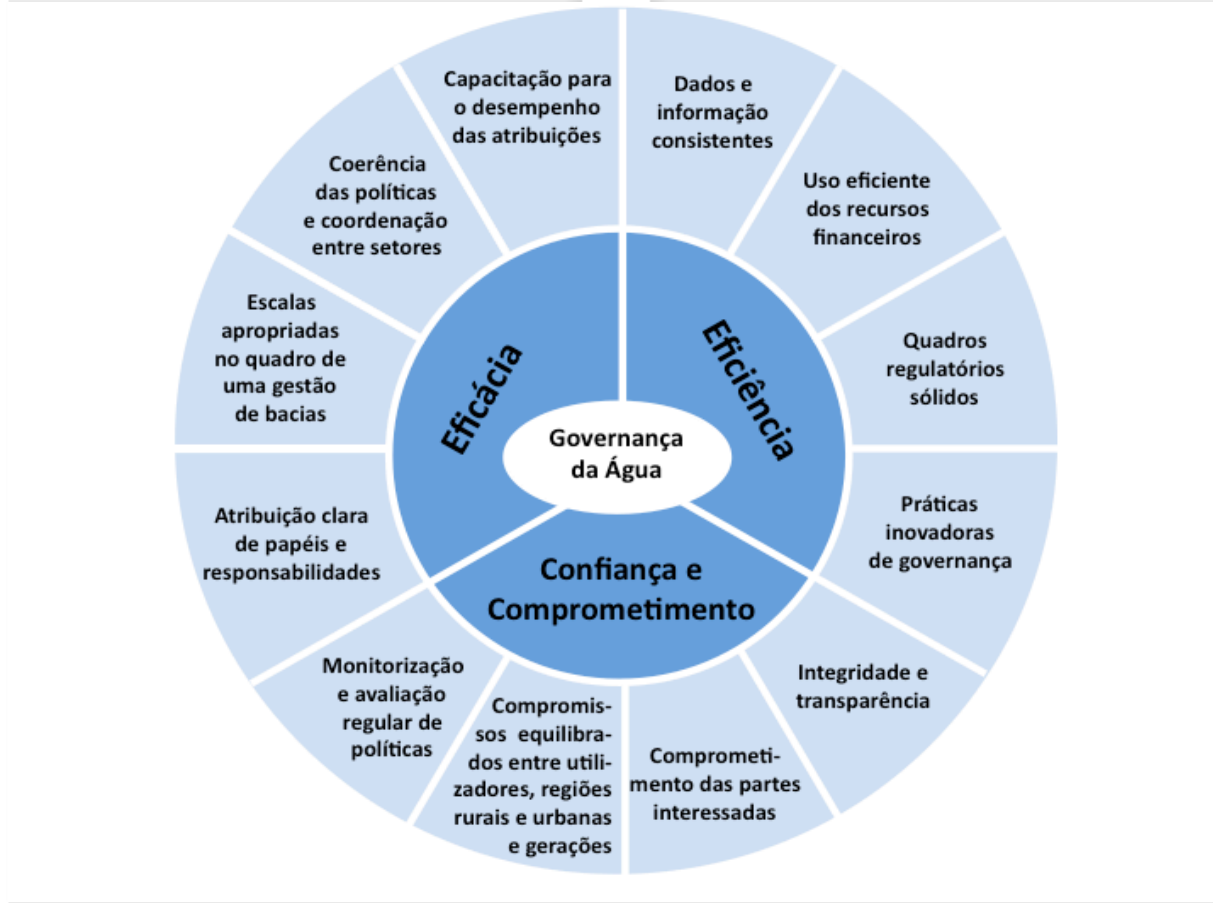 Capacitação para
o desempenho
das atribuições
Dados e
informação
consistentes
Uso eficiente
dos recursos
financeiros
Quadros
regulatórios
sólidos
Práticas
inovadoras
de governança
Integridade e
transparência
Comprometi-
mento das partes
interessadas
Compromis-
sos equilibra-
dos entre utili-
zadores, regiões
rurais e urbanas
e gerações
Monitorização
e avaliação
regular de
políticas
Atribuição clara
de papéis e
responsabilidades
Escalas
apropriadas
no quadro de
uma gestão
de bacias
Coerência
das políticas
e coordenação
entre setores
Eficácia
Eficiência
Confiança e
Comprometimento
Governança
da Água